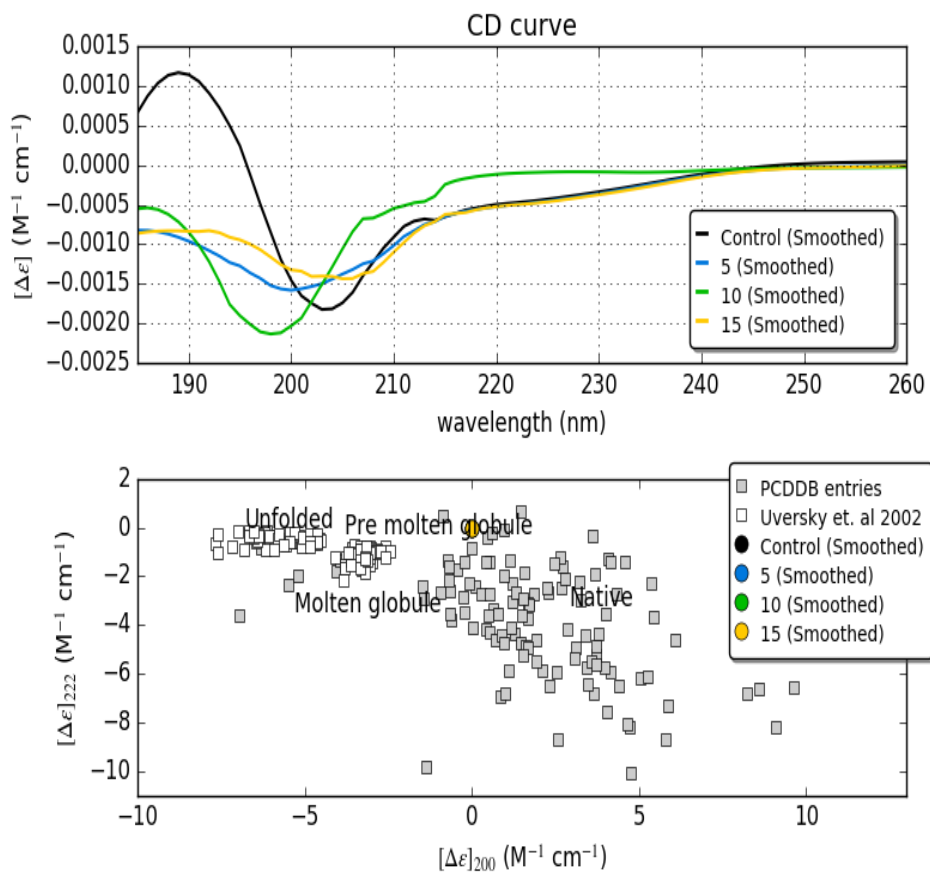 CD curve
0.0015
0.0010
0.0005
0.0000
−0.0005
−0.0010
−0.0015
−0.0020
−0.0025
[Δε] (M⁻¹ cm⁻¹)
Control (Smoothed)
5 (Smoothed)
10 (Smoothed)
15 (Smoothed)
190 200 210 220 230 240 250 260
wavelength (nm)
2
0
−2
−4
−6
−8
−10
[Δε]₂₂₂ (M⁻¹ cm⁻¹)
Unfolded
Pre molten globule
Molten globule
Native
PCDDB entries
Uversky et. al 2002
Control (Smoothed)
5 (Smoothed)
10 (Smoothed)
15 (Smoothed)
−10 −5 0 5 10
[Δε]₂₀₀ (M⁻¹ cm⁻¹)